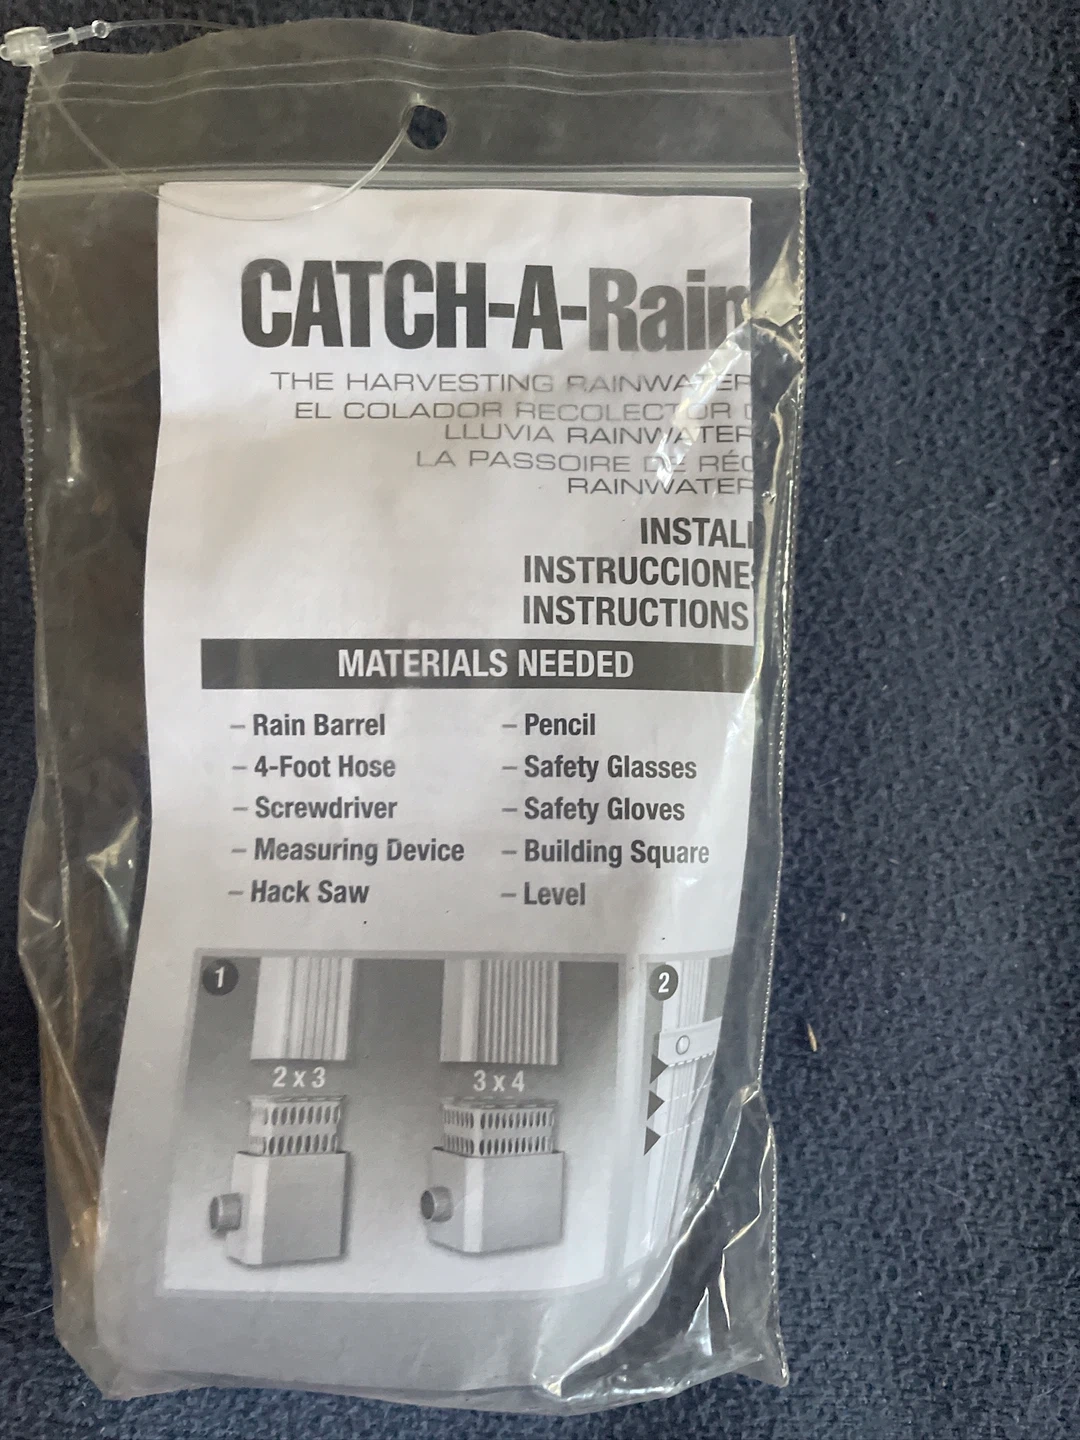 CATCH-A-Rain
THE HARVESTING RAINWATER
EL COLADOR RECOLECTOR
LLUVIA RAINWATER
LA PASSOIRE DE RÉC
RAINWATER
INSTALL
INSTRUCCIONES
INSTRUCTIONS
MATERIALS NEEDED
– Rain Barrel
– 4-Foot Hose
– Screwdriver
– Measuring Device
– Hack Saw
– Pencil
– Safety Glasses
– Safety Gloves
– Building Square
– Level
1
2 x 3
3 x 4
2